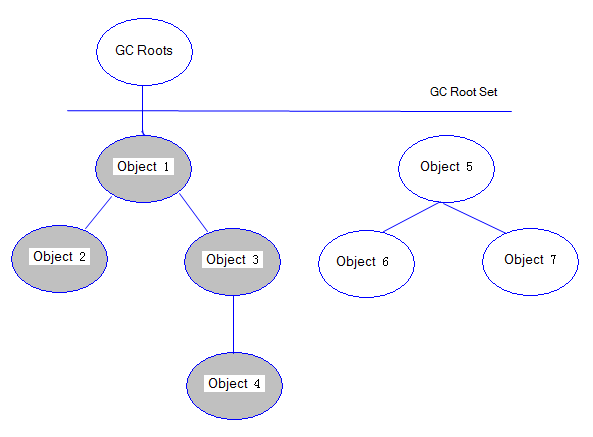 GC Roots
GC Root Set
Object 1
Object 5
Object 2
Object 3
Object 6
Object 7
Object 4